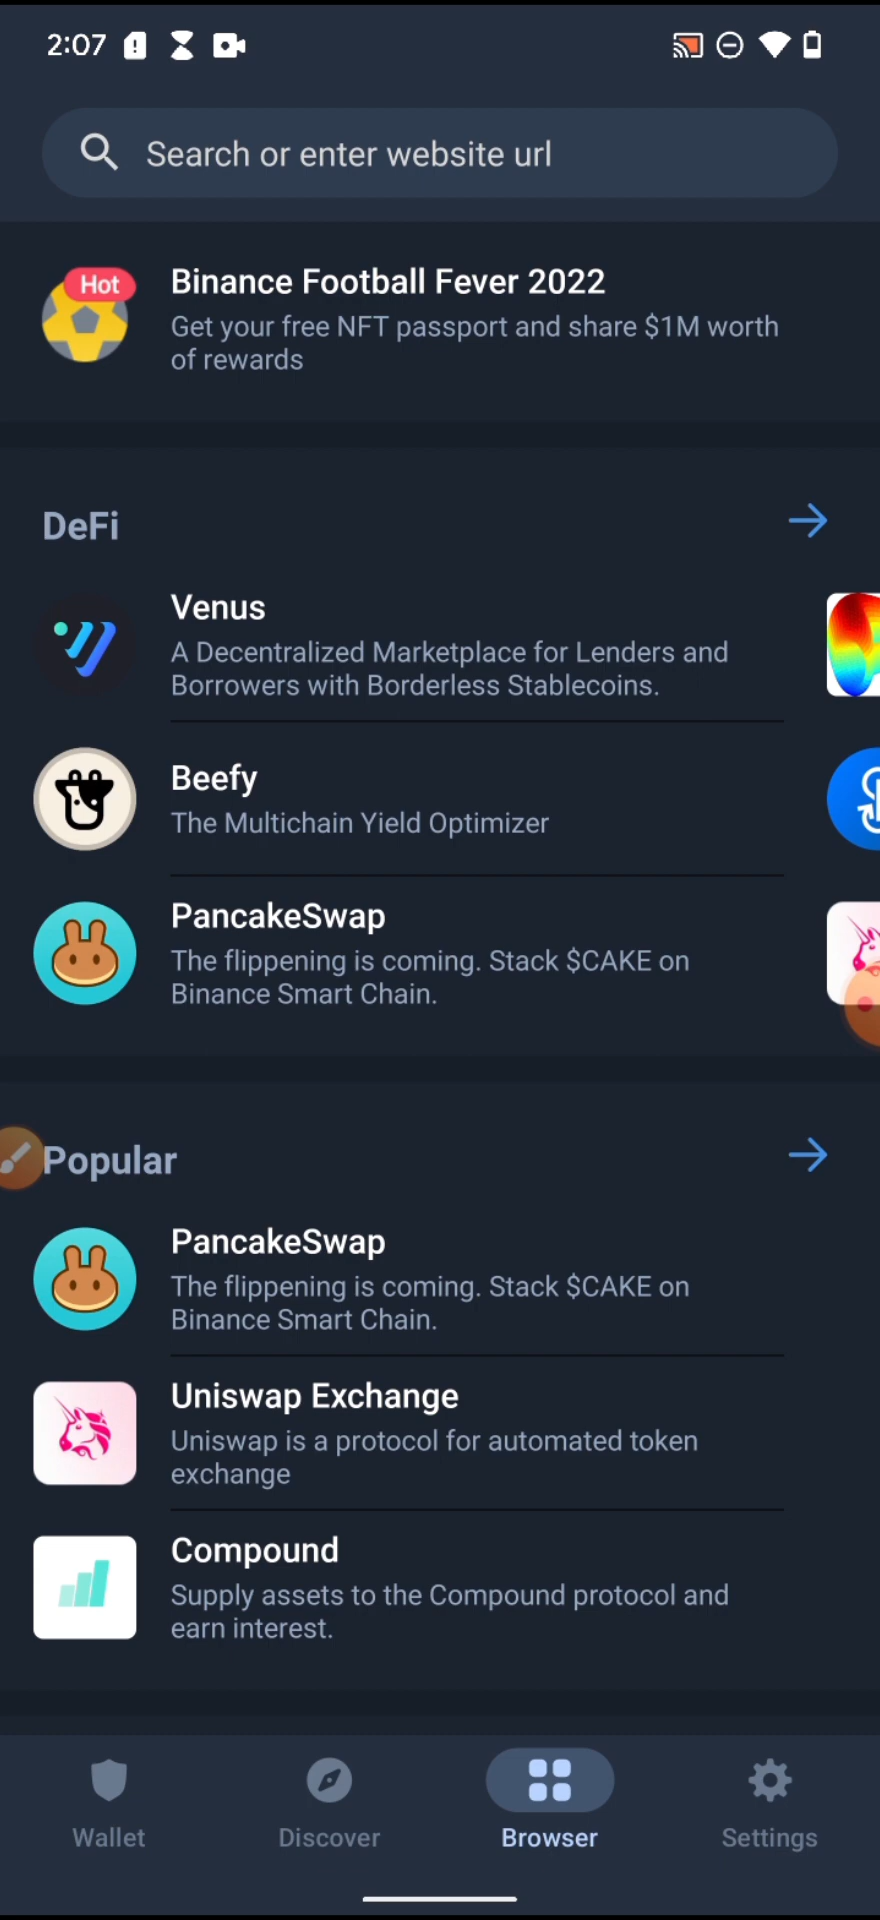 2:07
Search or enter website url
Hot
Binance Football Fever 2022
Get your free NFT passport and share $1M worth
of rewards
DeFi
Venus
A Decentralized Marketplace for Lenders and
Borrowers with Borderless Stablecoins.
Beefy
The Multichain Yield Optimizer
PancakeSwap
The flippening is coming. Stack $CAKE on
Binance Smart Chain.
Popular
PancakeSwap
The flippening is coming. Stack $CAKE on
Binance Smart Chain.
Uniswap Exchange
Uniswap is a protocol for automated token
exchange
Compound
Supply assets to the Compound protocol and
earn interest.
Wallet
Discover
Browser
Settings